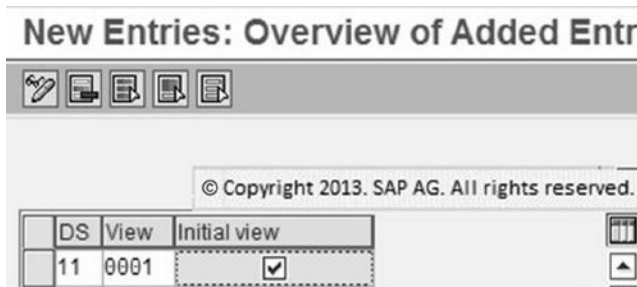 New Entries: Overview of Added Entr
© Copyright 2013. SAP AG. All rights reserved.
DS View Initial view
11 0001